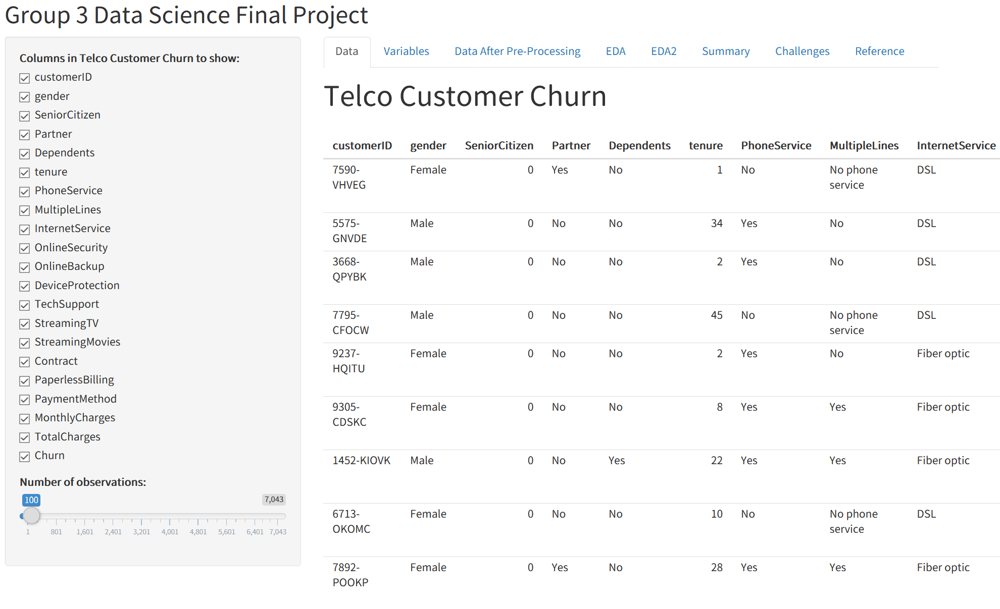 Group 3 Data Science Final Project
Columns in Telco Customer Churn to show:
customerID
gender
SeniorCitizen
Partner
Dependents
tenure
PhoneService
MultipleLines
InternetService
OnlineSecurity
OnlineBackup
DeviceProtection
TechSupport
StreamingTV
StreamingMovies
Contract
PaperlessBilling
PaymentMethod
MonthlyCharges
TotalCharges
Churn
Number of observations:
100 7,043
1 801 1,601 2,401 3,201 4,001 4,801 5,601 6,401 7,043
Data Variables Data After Pre-Processing EDA EDA2 Summary Challenges Reference
Telco Customer Churn
customerID gender SeniorCitizen Partner Dependents tenure PhoneService MultipleLines InternetService
7590- Female 0 Yes No 1 No No phone DSL
VHVEG service
5575- Male 0 No No 34 Yes No DSL
GNVDE
3668- Male 0 No No 2 Yes No DSL
QPYBK
7795- Male 0 No No 45 No No phone DSL
CFOCW service
9237- Female 0 No No 2 Yes No Fiber optic
HQITU
9305- Female 0 No No 8 Yes Yes Fiber optic
CDSKC
1452-KIOVK Male 0 No Yes 22 Yes Yes Fiber optic
6713- Female 0 No No 10 No No phone DSL
OKOMC service
7892- Female 0 Yes No 28 Yes Yes Fiber optic
POOKP